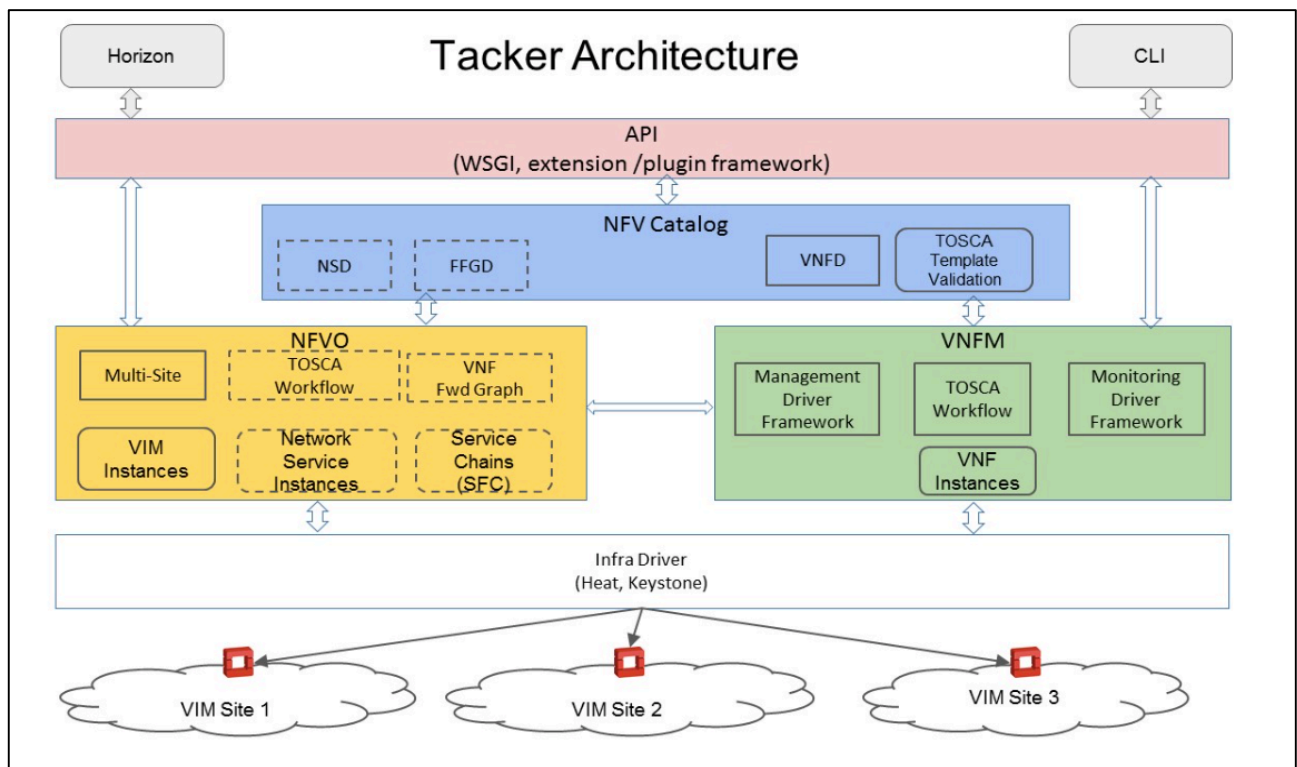 Horizon
Tacker Architecture
CLI
API
(WSGI, extension /plugin framework)
NFV Catalog
NSD
FFGD
VNFD
TOSCA
Template
Validation
NFVO
Multi-Site
TOSCA
Workflow
VNF
Fwd Graph
VIM
Instances
Network
Service
Instances
Service
Chains
(SFC)
VNFM
Management
Driver
Framework
TOSCA
Workflow
Monitoring
Driver
Framework
VNF
Instances
Infra Driver
(Heat, Keystone)
VIM Site 1
VIM Site 2
VIM Site 3